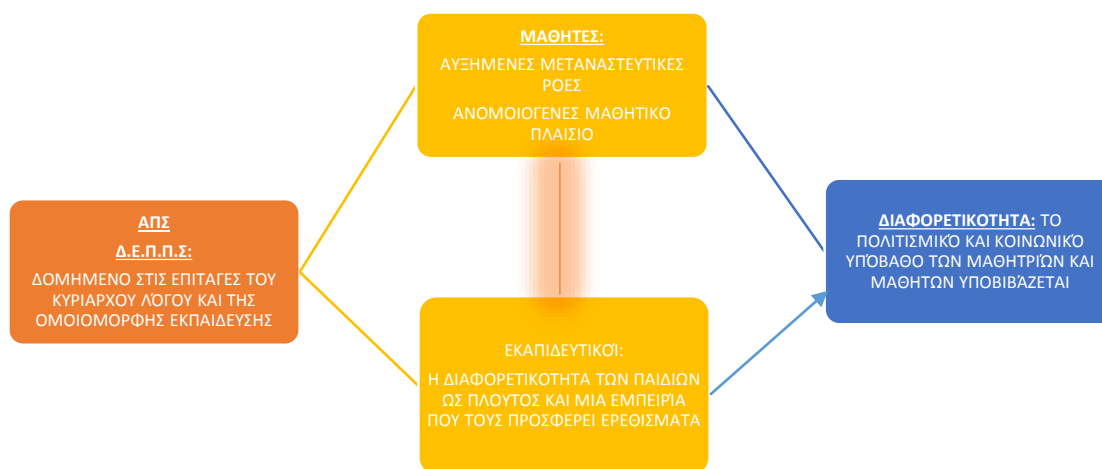 ΜΑΘΗΤΕΣ:
ΑΥΞΗΜΕΝΕΣ ΜΕΤΑΝΑΣΤΕΥΤΙΚΕΣ
ΡΟΕΣ
ΑΝΟΜΟΙΟΓΕΝΕΣ ΜΑΘΗΤΙΚΟ
ΠΛΑΙΣΙΟ
ΑΠΣ
Δ.Ε.Π.Π.Σ:
ΔΟΜΗΜΕΝΟ ΣΤΙΣ ΕΠΙΤΑΓΕΣ ΤΟΥ
ΚΥΡΙΑΡΧΟΥ ΛΌΓΟΥ ΚΑΙ ΤΗΣ
ΟΜΟΙΟΜΟΡΦΗΣ ΕΚΠΑΙΔΕΥΣΗΣ
ΔΙΑΦΟΡΕΤΙΚΟΤΗΤΑ: ΤΟ
ΠΟΛΙΤΙΣΜΙΚΌ ΚΑΙ ΚΟΙΝΩΝΙΚΌ
ΥΠΌΒΑΘΟ ΤΩΝ ΜΑΘΗΤΡΙΏΝ ΚΑΙ
ΜΑΘΗΤΏΝ ΥΠΟΒΙΒΆΖΕΤΑΙ
ΕΚΑΠΙΔΕΥΤΙΚΟΊ:
Η ΔΙΑΦΟΡΕΤΙΚΟΤΗΤΑ ΤΩΝ ΠΑΙΔΙΩΝ
ΩΣ ΠΛΟΥΤΟΣ ΚΑΙ ΜΙΑ ΕΜΠΕΙΡΊΑ
ΠΟΥ ΤΟΥΣ ΠΡΟΣΦΕΡΕΙ ΕΡΕΘΙΣΜΑΤΑ